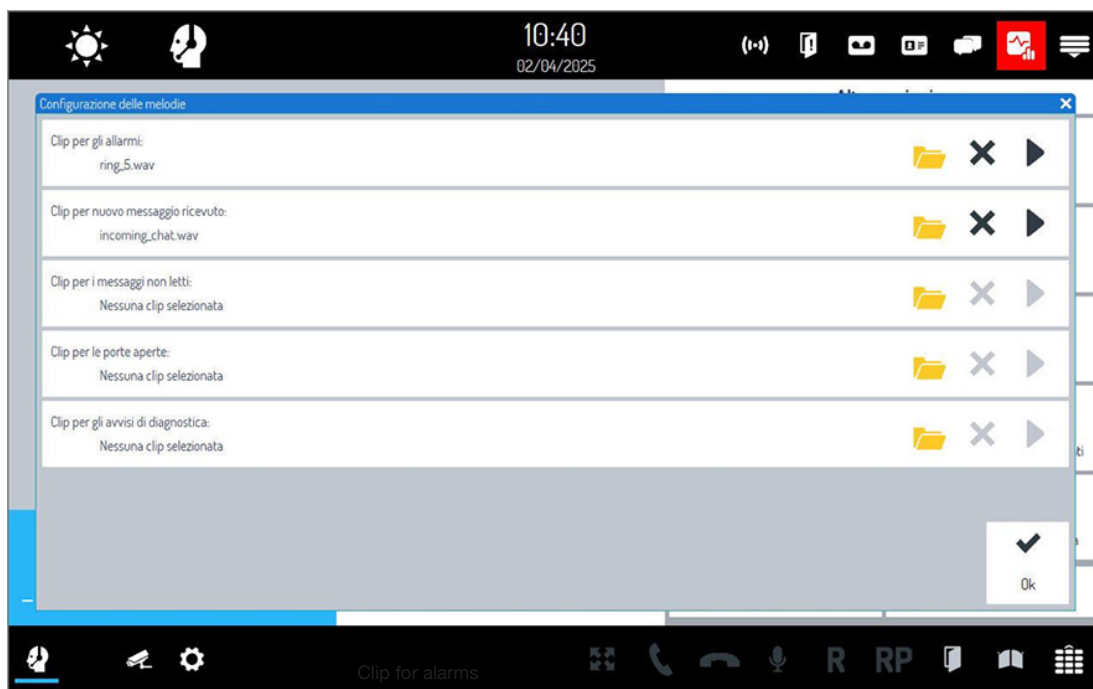 10:40
02/04/2025
Configurazione delle melodie
Clip per gli allarmi:
ring_5.wav
Clip per nuovo messaggio ricevuto:
incoming_chat.wav
Clip per i messaggi non letti:
Nessuna clip selezionata
Clip per le porte aperte:
Nessuna clip selezionata
Clip per gli avvisi di diagnostica:
Nessuna clip selezionata
ti
Ok
Clip for alarms
R RP